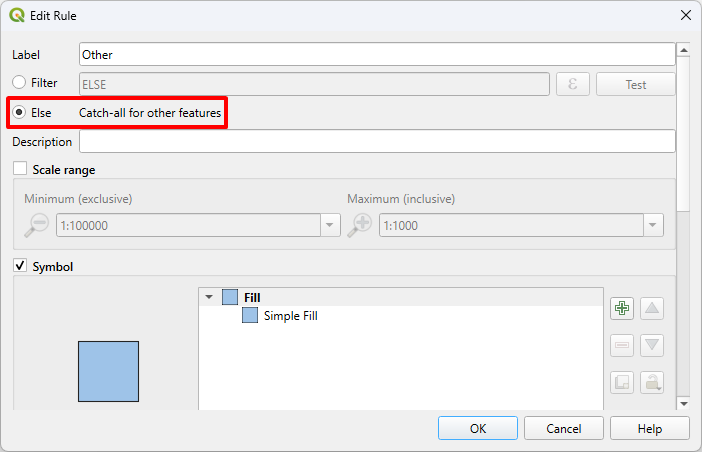 Edit Rule
Label Other
Filter ELSE ε Test
Else Catch-all for other features
Description
Scale range
Minimum (exclusive) Maximum (inclusive)
1:100000 1:1000
Symbol
Fill
Simple Fill
OK Cancel Help